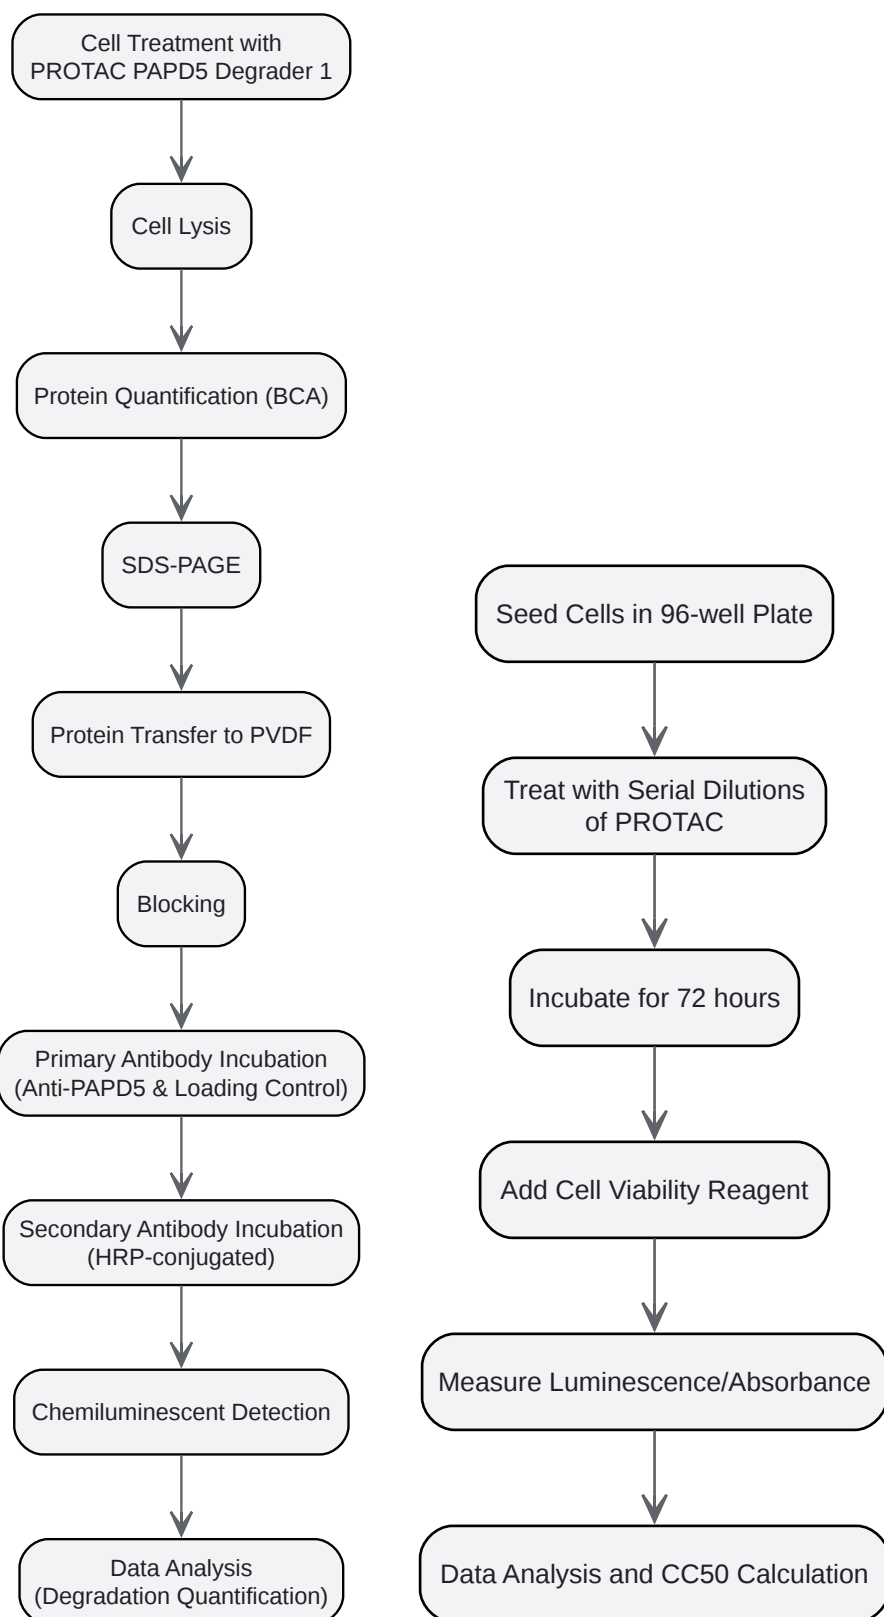 Cell Treatment with
PROTAC PAPD5 Degrader 1
Cell Lysis
Protein Quantification (BCA)
SDS-PAGE
Protein Transfer to PVDF
Blocking
Primary Antibody Incubation
(Anti-PAPD5 & Loading Control)
Secondary Antibody Incubation
(HRP-conjugated)
Chemiluminescent Detection
Data Analysis
(Degradation Quantification)
Seed Cells in 96-well Plate
Treat with Serial Dilutions
of PROTAC
Incubate for 72 hours
Add Cell Viability Reagent
Measure Luminescence/Absorbance
Data Analysis and CC50 Calculation